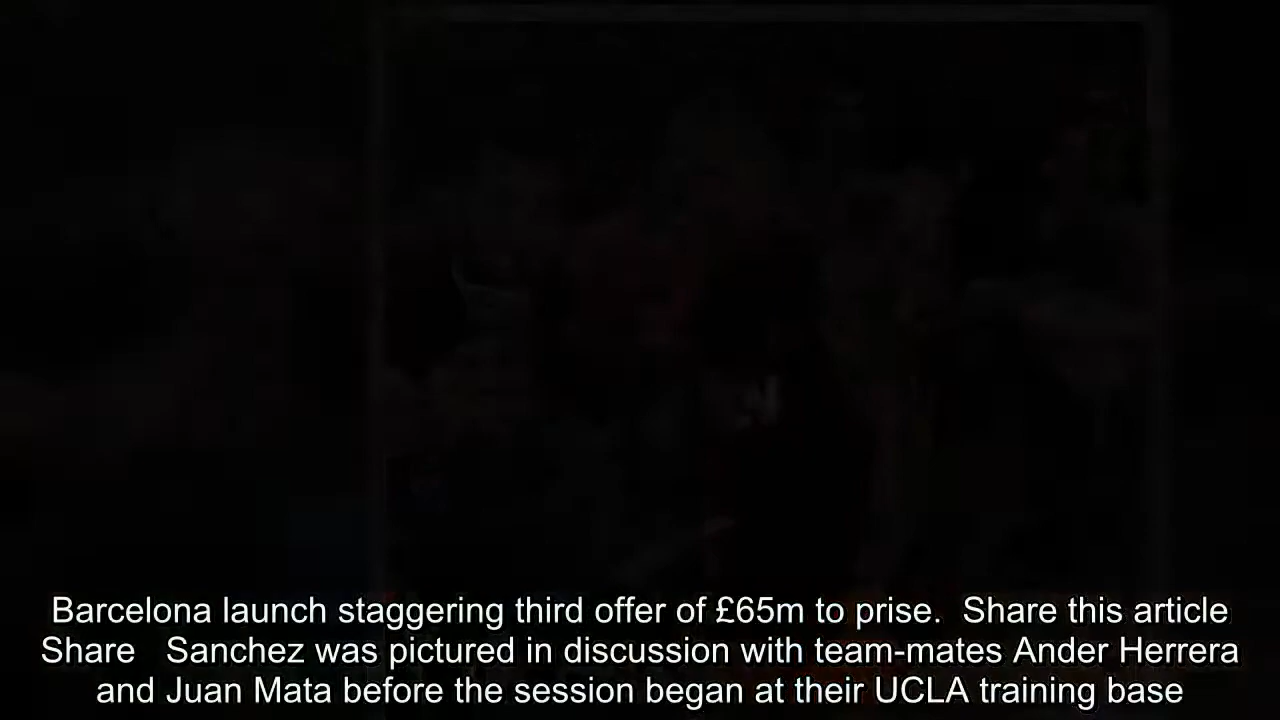 Barcelona launch staggering third offer of £65m to prise.  Share this article
Share   Sanchez was pictured in discussion with team-mates Ander Herrera
and Juan Mata before the session began at their UCLA training base